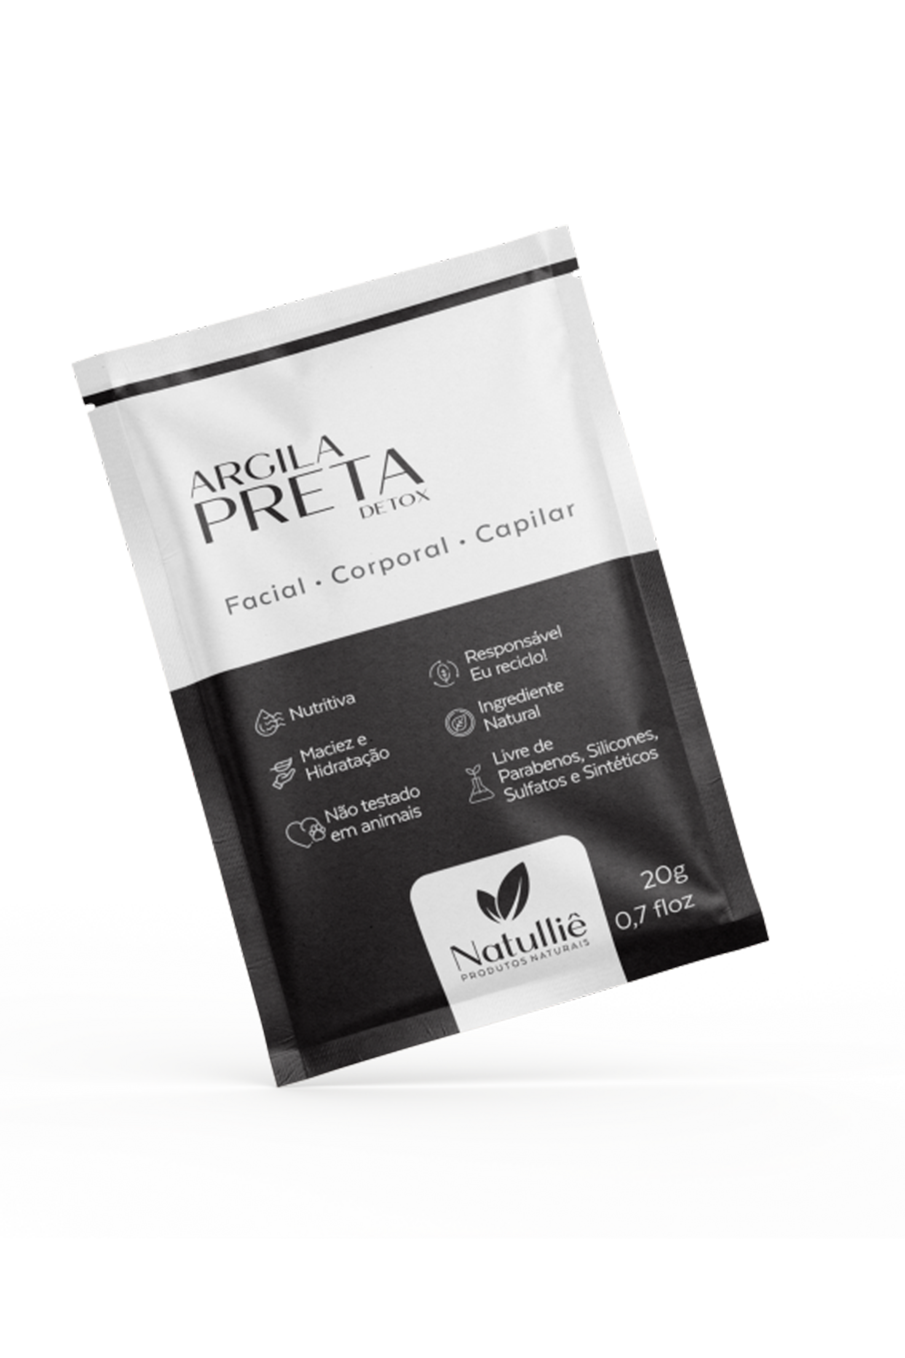 ARGILA
PRETA
DETOX
Facial • Corporal • Capilar
Nutritiva
Maciez e
Hidratação
Não testado
em animais
Responsável
Eu reciclo!
Ingrediente
Natural
Livre de
Parabenos, Silicones,
Sulfatos e Sintéticos
20g
0,7 floz
Natulliê
PRODUTOS NATURAIS